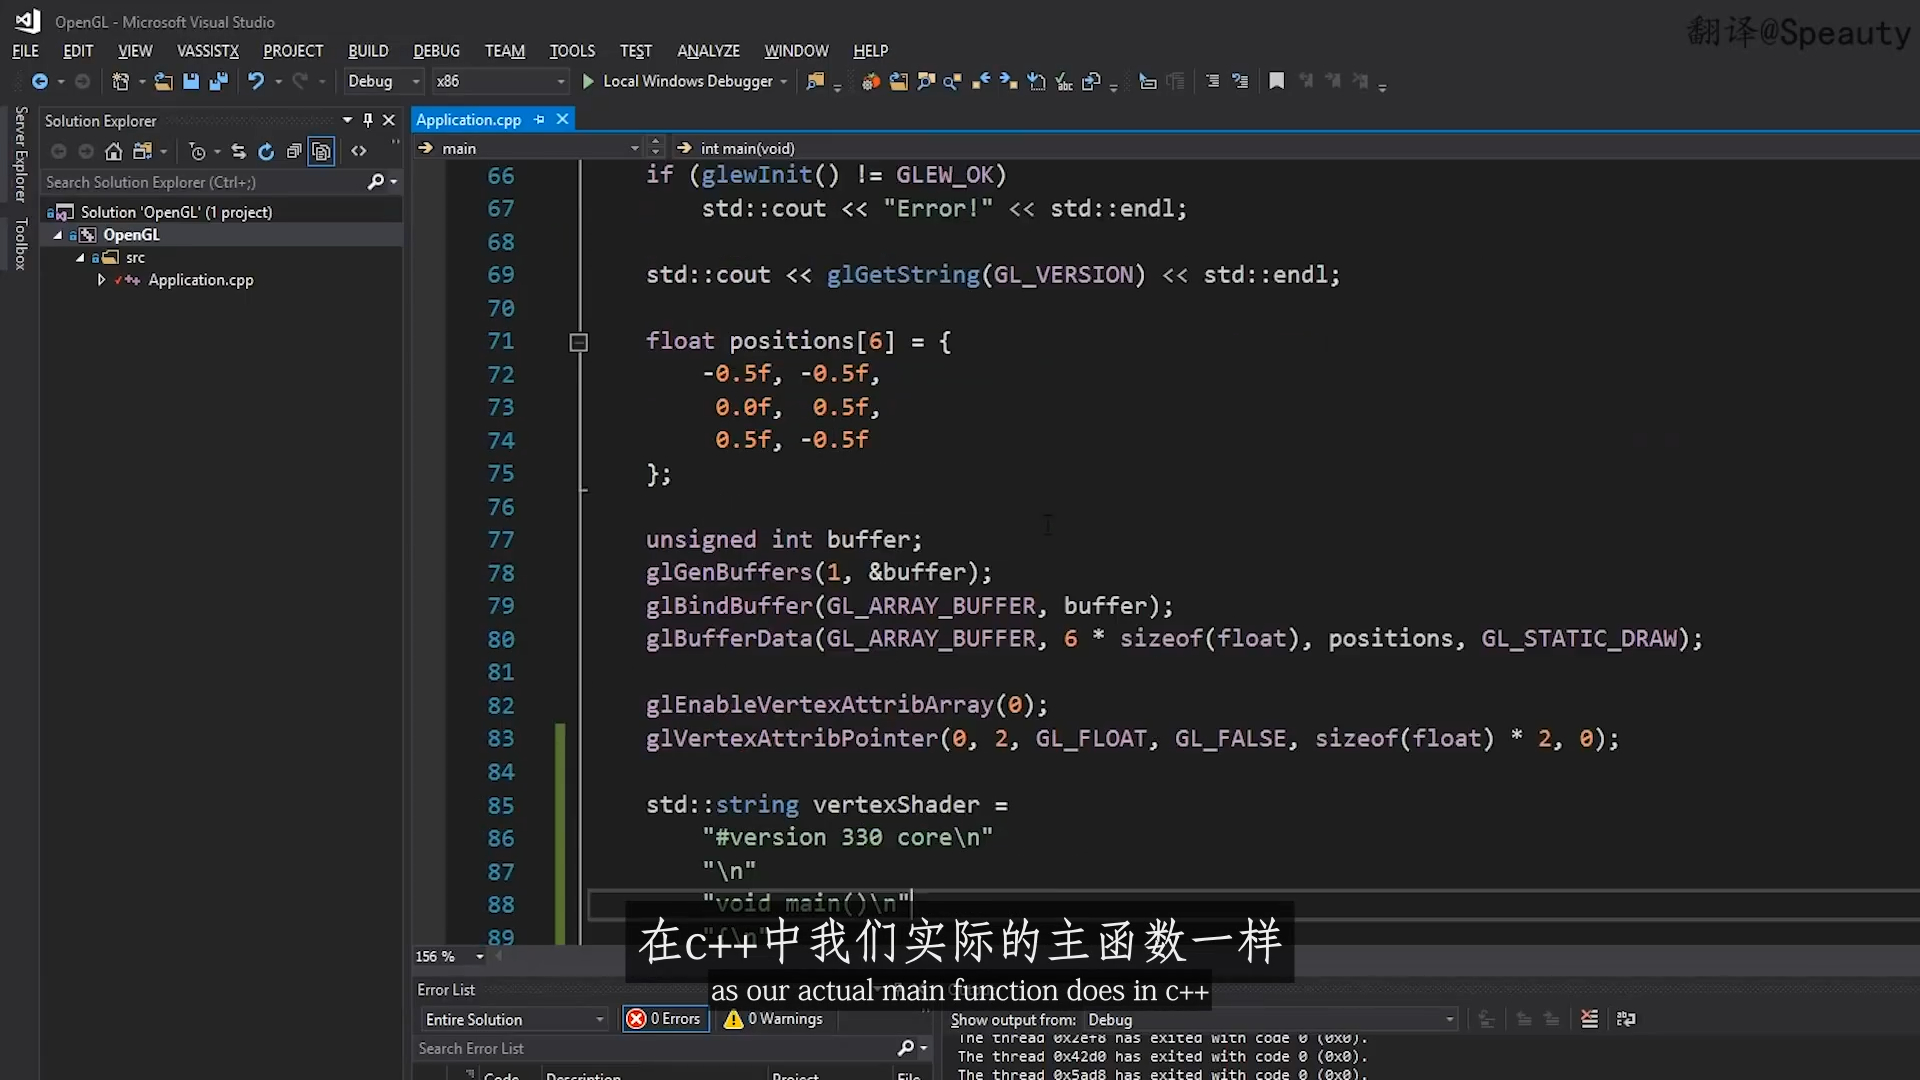 OpenGL - Microsoft Visual Studio
翻译@Speauty
FILE EDIT VIEW VASSISTX PROJECT BUILD DEBUG TEAM TOOLS TEST ANALYZE WINDOW HELP
Debug x86 Local Windows Debugger
Server Explorer
Toolbox
Solution Explorer
Search Solution Explorer (Ctrl+;)
Solution 'OpenGL' (1 project)
OpenGL
src
Application.cpp
Application.cpp
main int main(void)
66 if (glewInit() != GLEW_OK)
67 std::cout << "Error!" << std::endl;
68
69 std::cout << glGetString(GL_VERSION) << std::endl;
70
71 float positions[6] = {
72 -0.5f, -0.5f,
73 0.0f, 0.5f,
74 0.5f, -0.5f
75 };
76
77 unsigned int buffer;
78 glGenBuffers(1, &buffer);
79 glBindBuffer(GL_ARRAY_BUFFER, buffer);
80 glBufferData(GL_ARRAY_BUFFER, 6 * sizeof(float), positions, GL_STATIC_DRAW);
81
82 glEnableVertexAttribArray(0);
83 glVertexAttribPointer(0, 2, GL_FLOAT, GL_FALSE, sizeof(float) * 2, 0);
84
85 std::string vertexShader =
86 "#version 330 core\n"
87 "\n"
88 "void main()\n"
89 "{\n"
在c++中我们实际的主函数一样
as our actual main function does in c++
156 %
Error List
Entire Solution 0 Errors 0 Warnings
Search Error List
Code Description Project File
Show output from: Debug
The thread 0x2ef8 has exited with code 0 (0x0).
The thread 0x42d0 has exited with code 0 (0x0).
The thread 0x5ad8 has exited with code 0 (0x0).